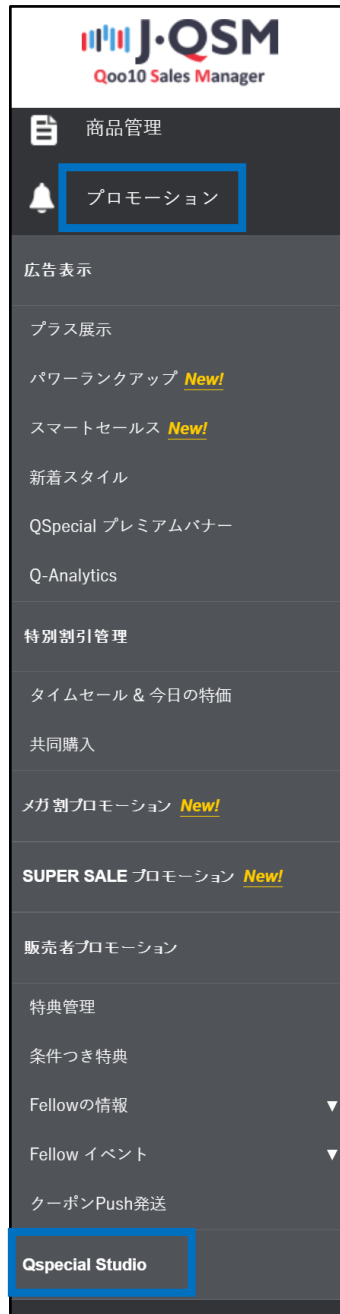 J·QSM
Qoo10 Sales Manager
商品管理
プロモーション
広告表示
プラス展示
パワーランクアップ New!
スマートセールス New!
新着スタイル
QSpecial プレミアムバナー
Q-Analytics
特別割引管理
タイムセール & 今日の特価
共同購入
メガ割プロモーション New!
SUPER SALE プロモーション New!
販売者プロモーション
特典管理
条件つき特典
Fellowの情報 ▼
Fellow イベント ▼
クーポンPush発送
Qspecial Studio